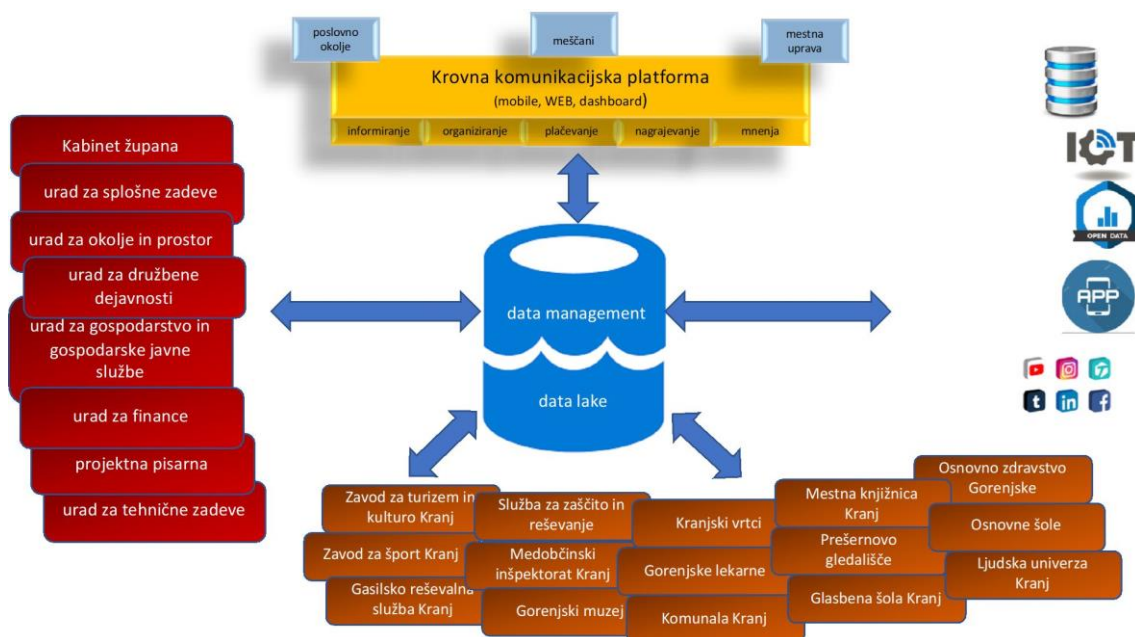 poslovno
okolje
meščani
mestna
uprava
Krovna komunikacijska platforma
(mobile, WEB, dashboard)
informiranje
organiziranje
plačevanje
nagrajevanje
mnenja
Kabinet župana
urad za splošne zadeve
urad za okolje in prostor
urad za družbene
dejavnosti
urad za gospodarstvo in
gospodarske javne
službe
urad za finance
projektna pisarna
urad za tehnične zadeve
data management
data lake
IOT
OPEN DATA
APP
t
in
f
Zavod za turizem in
kulturo Kranj
Zavod za šport Kranj
Gasilsko reševalna
služba Kranj
Služba za zaščito in
reševanje
Medobčinski
inšpektorat Kranj
Gorenjski muzej
Kranjski vrtci
Gorenjske lekarne
Komunala Kranj
Mestna knjižnica
Kranj
Prešernovo
gledališče
Glasbena šola Kranj
Osnovno zdravstvo
Gorenjske
Osnovne šole
Ljudska univerza
Kranj